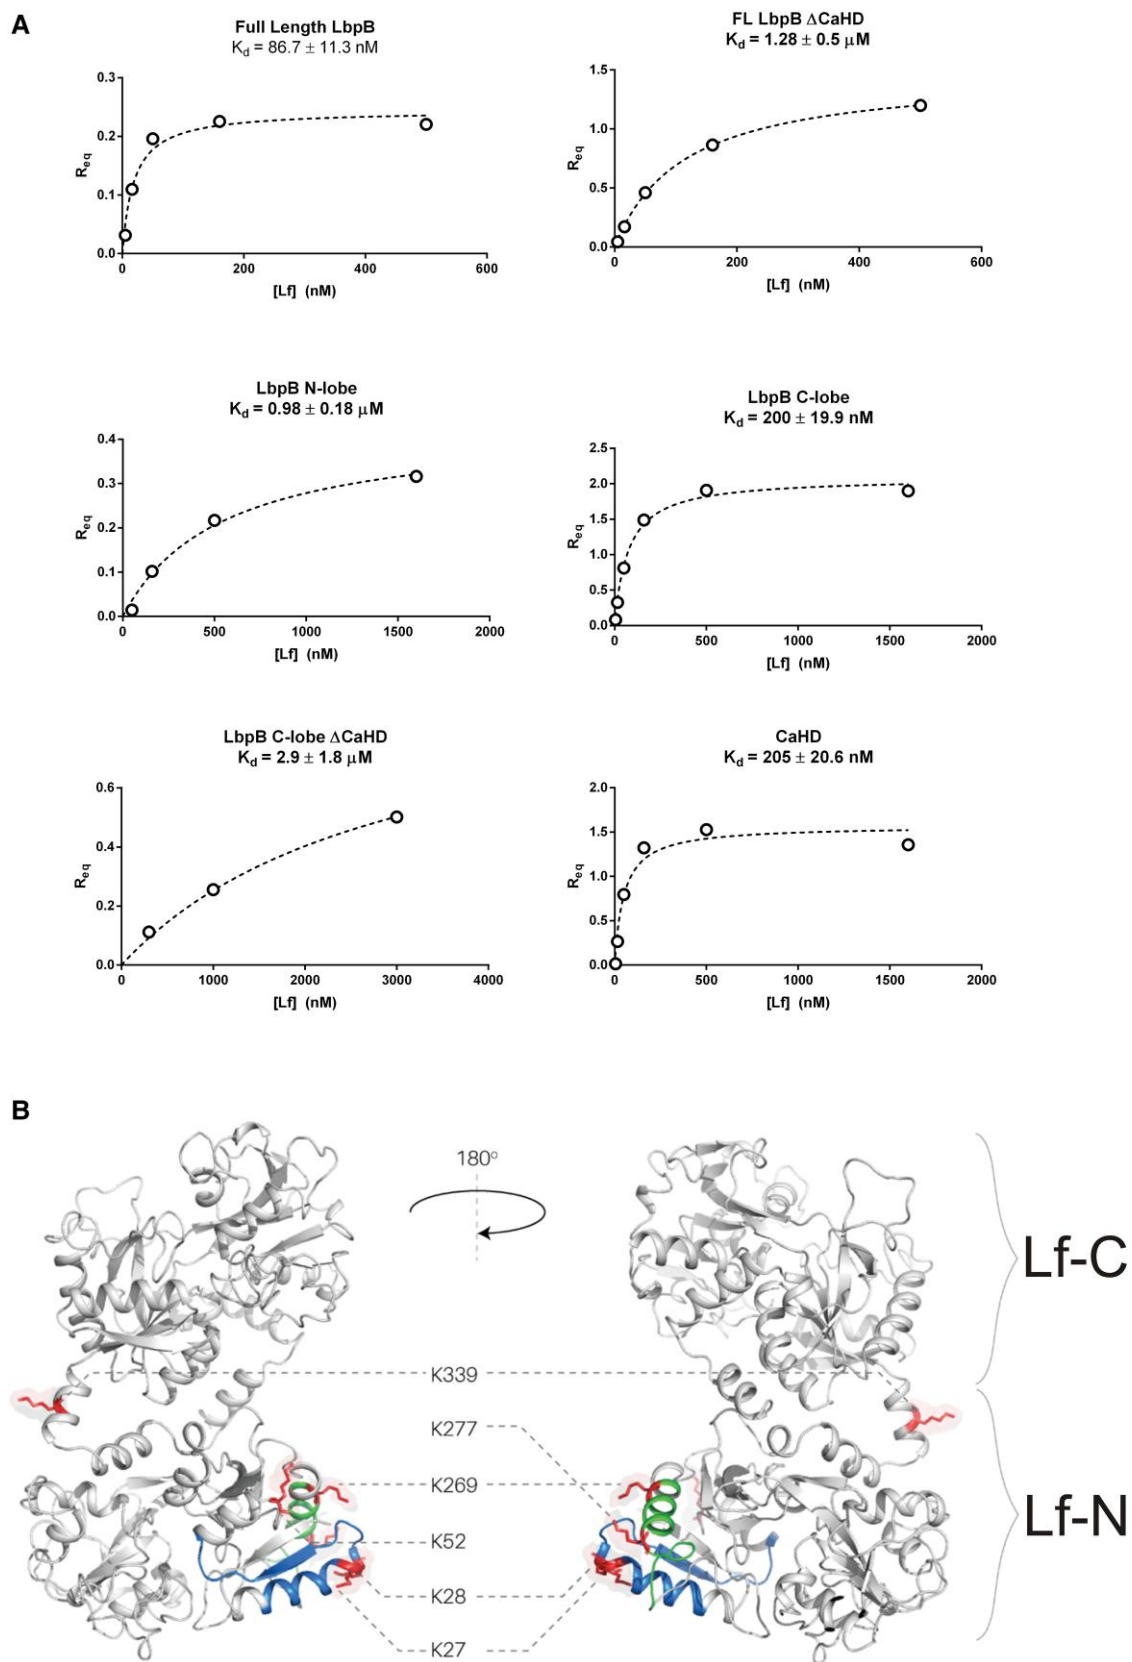 A
Full Length LbpB
Kd = 86.7 ± 11.3 nM
0.3
0.2
0.1
0.0
Req
0
200
400
600
[Lf] (nM)
FL LbpB ΔCaHD
Kd = 1.28 ± 0.5 μM
1.5
1.0
0.5
0.0
Req
0
200
400
600
[Lf] (nM)
LbpB N-lobe
Kd = 0.98 ± 0.18 μM
0.4
0.3
0.2
0.1
0.0
Req
0
500
1000
1500
2000
[Lf] (nM)
LbpB C-lobe
Kd = 200 ± 19.9 nM
2.5
2.0
1.5
1.0
0.5
0.0
Req
0
500
1000
1500
2000
[Lf] (nM)
LbpB C-lobe ΔCaHD
Kd = 2.9 ± 1.8 μM
0.6
0.4
0.2
0.0
Req
0
1000
2000
3000
4000
[Lf] (nM)
CaHD
Kd = 205 ± 20.6 nM
2.0
1.5
1.0
0.5
0.0
Req
0
500
1000
1500
2000
[Lf] (nM)
B
180°
Lf-C
K339
K277
K269
K52
K28
K27
Lf-N